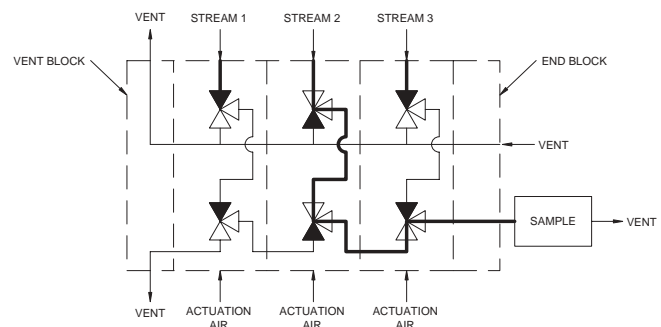 VENT
STREAM 1
STREAM 2
STREAM 3
VENT BLOCK
END BLOCK
VENT
SAMPLE
VENT
VENT
ACTUATION
AIR
ACTUATION
AIR
ACTUATION
AIR